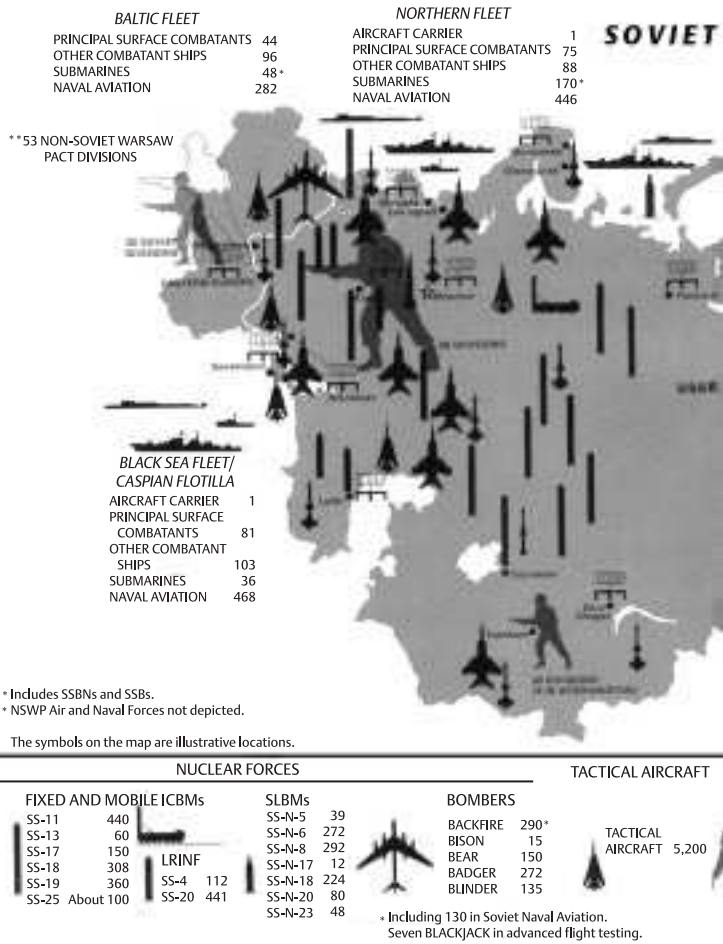 BALTIC FLEET
PRINCIPAL SURFACE COMBATANTS 44
OTHER COMBATANT SHIPS 96
SUBMARINES 48*
NAVAL AVIATION 282
NORTHERN FLEET
AIRCRAFT CARRIER 1
PRINCIPAL SURFACE COMBATANTS 75
OTHER COMBATANT SHIPS 88
SUBMARINES 170*
NAVAL AVIATION 446
SOVIET
**53 NON-SOVIET WARSAW
PACT DIVISIONS
USSR
BLACK SEA FLEET/
CASPIAN FLOTILLA
AIRCRAFT CARRIER 1
PRINCIPAL SURFACE
COMBATANTS 81
OTHER COMBATANT
SHIPS 103
SUBMARINES 36
NAVAL AVIATION 468
* Includes SSBNs and SSBs.
* NSWP Air and Naval Forces not depicted.
The symbols on the map are illustrative locations.
NUCLEAR FORCES
FIXED AND MOBILE ICBMs
SS-11 440
SS-13 60
SS-17 150
SS-18 308
SS-19 360
SS-25 About 100
LRINF
SS-4 112
SS-20 441
SLBMs
SS-N-5 39
SS-N-6 272
SS-N-8 292
SS-N-17 12
SS-N-18 224
SS-N-20 80
SS-N-23 48
BOMBERS
BACKFIRE 290*
BISON 15
BEAR 150
BADGER 272
BLINDER 135
* Including 130 in Soviet Naval Aviation.
Seven BLACKJACK in advanced flight testing.
TACTICAL AIRCRAFT
TACTICAL
AIRCRAFT 5,200